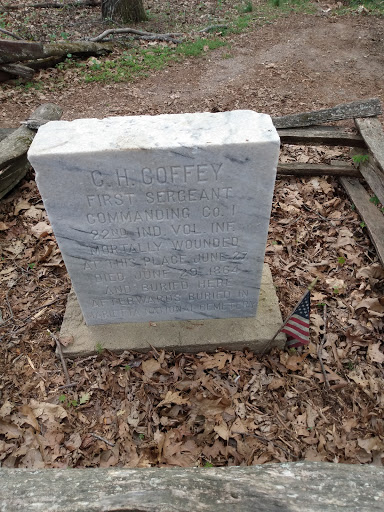 C. H. COFFEY
FIRST SERGEANT
COMMANDING CO. I
22ND IND. VOL. INF.
MORTALLY WOUNDED
AT THIS PLACE JUNE 27
DIED JUNE 29 1864
AND BURIED HERE
AFTERWARDS BURIED IN